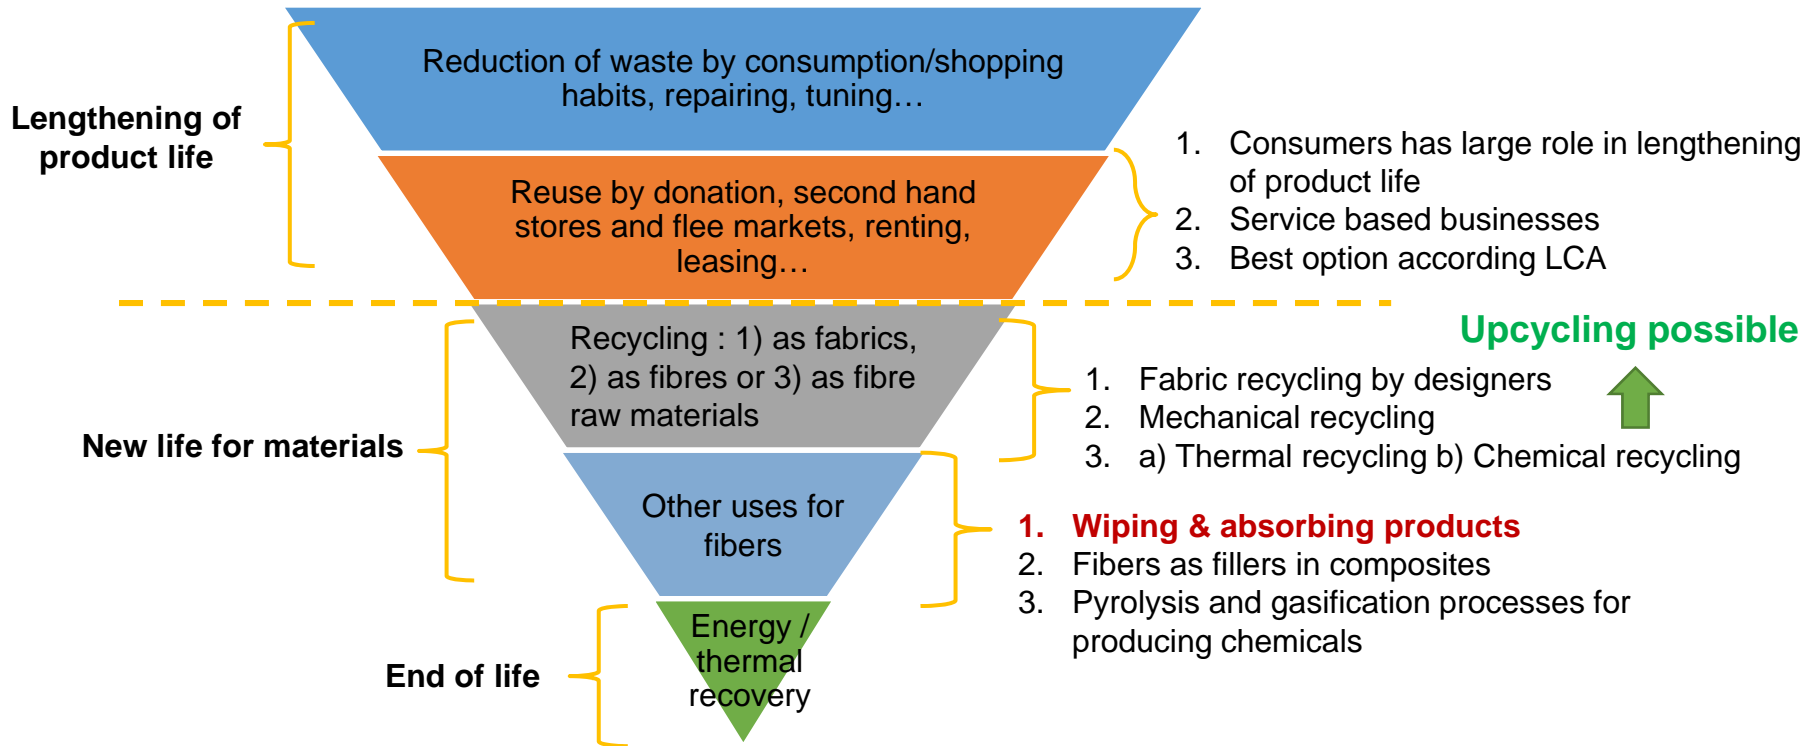 Reduction of waste by consumption/shopping
habits, repairing, tuning…
Lengthening of
product life
Reuse by donation, second hand
stores and flee markets, renting,
leasing…
1. Consumers has large role in lengthening
of product life
2. Service based businesses
3. Best option according LCA
Recycling : 1) as fabrics,
2) as fibres or 3) as fibre
raw materials
Upcycling possible
1. Fabric recycling by designers
2. Mechanical recycling
3. a) Thermal recycling b) Chemical recycling
New life for materials
Other uses for
fibers
1. Wiping & absorbing products
2. Fibers as fillers in composites
3. Pyrolysis and gasification processes for
producing chemicals
End of life
Energy /
thermal
recovery